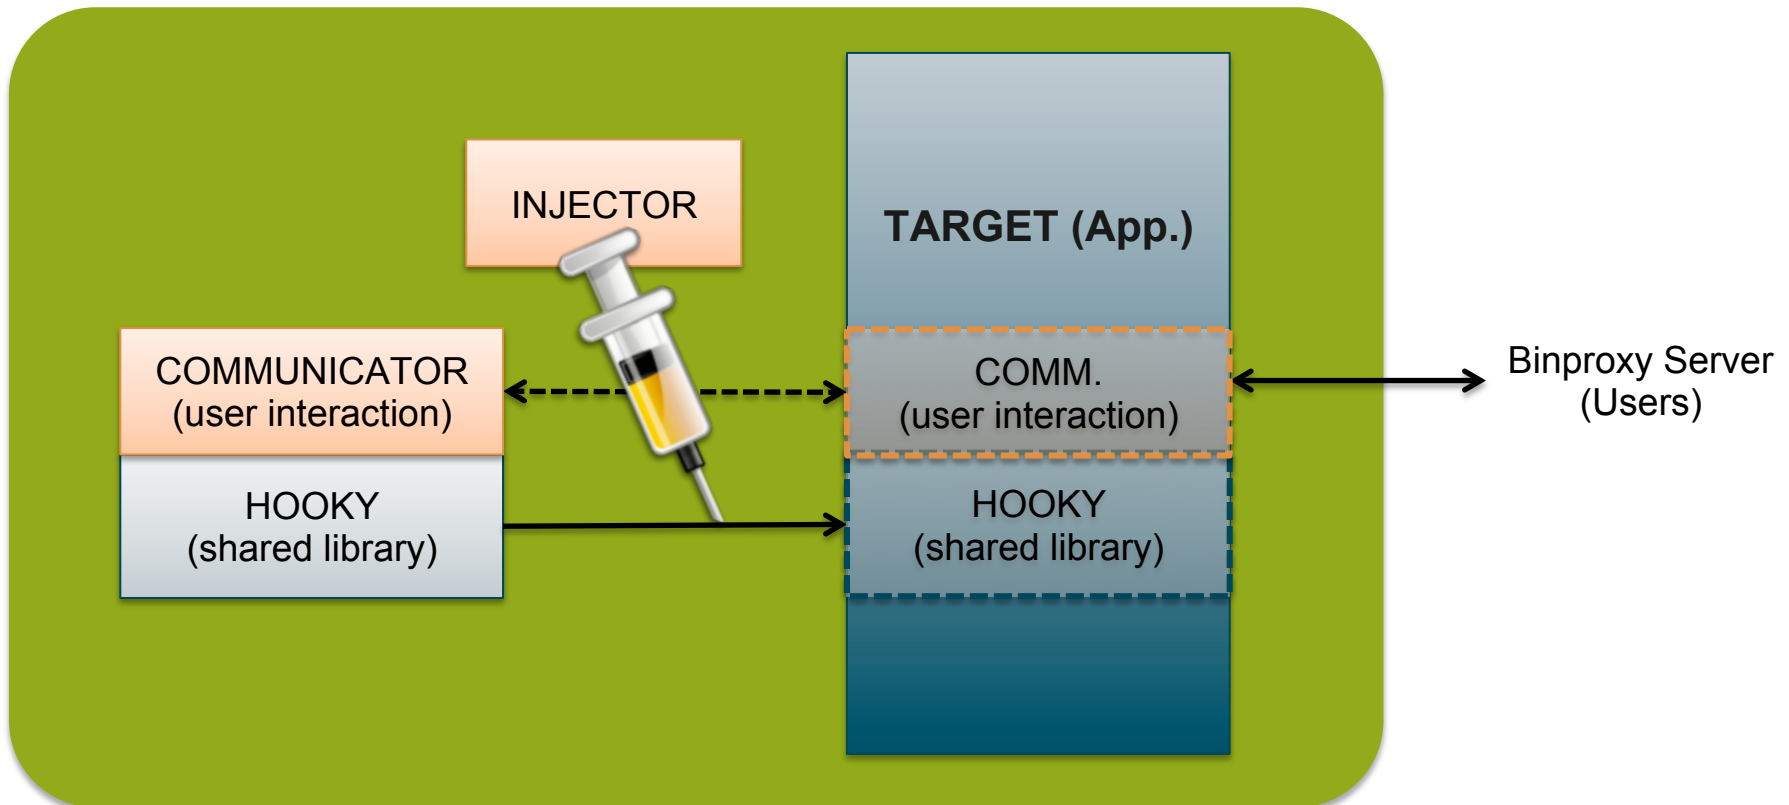 INJECTOR
TARGET (App.)
COMMUNICATOR
(user interaction)
HOOKY
(shared library)
COMM.
(user interaction)
HOOKY
(shared library)
Binproxy Server
(Users)